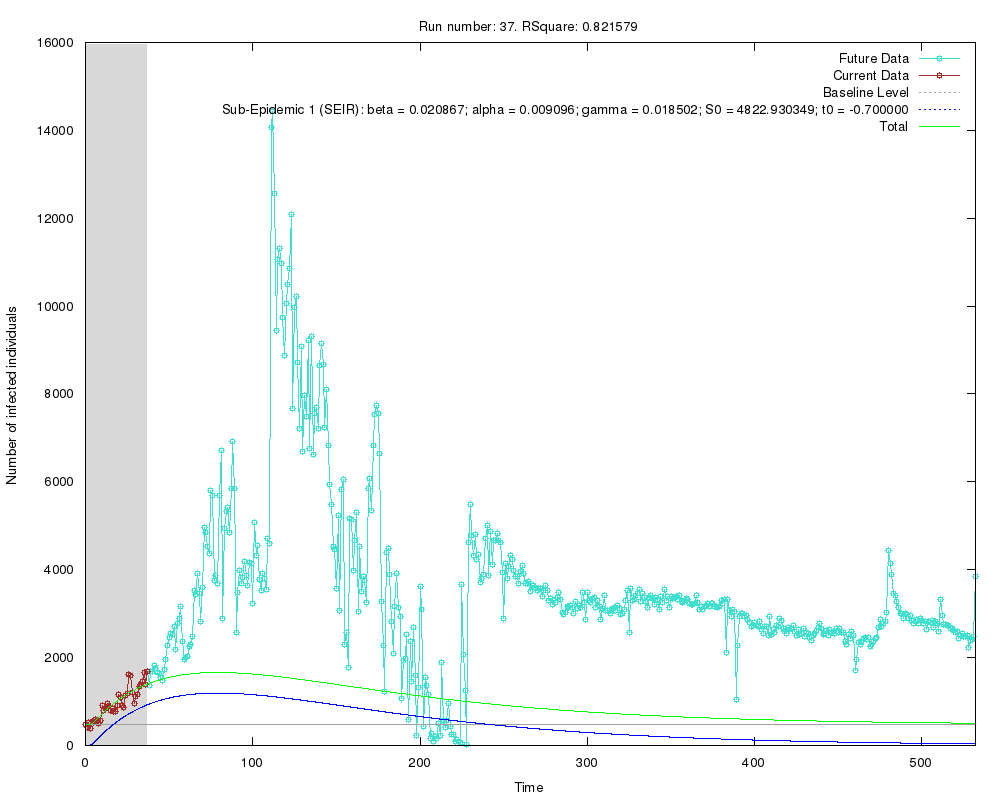 Run number: 37. RSquare: 0.821579
16000
14000
12000
10000
8000
6000
4000
2000
0
Number of infected individuals
Future Data
Current Data
Baseline Level
Sub-Epidemic 1 (SEIR): beta = 0.020867; alpha = 0.009096; gamma = 0.018502; S0 = 4822.930349; t0 = -0.700000
Total
0 100 200 300 400 500
Time